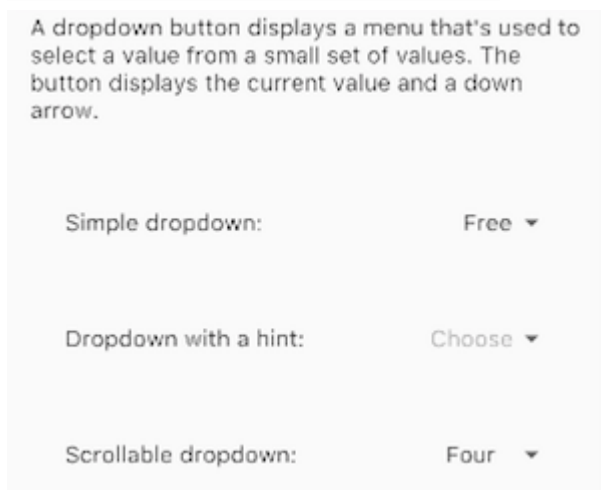 A dropdown button displays a menu that's used to
select a value from a small set of values. The
button displays the current value and a down
arrow.
Simple dropdown: Free
Dropdown with a hint: Choose
Scrollable dropdown: Four